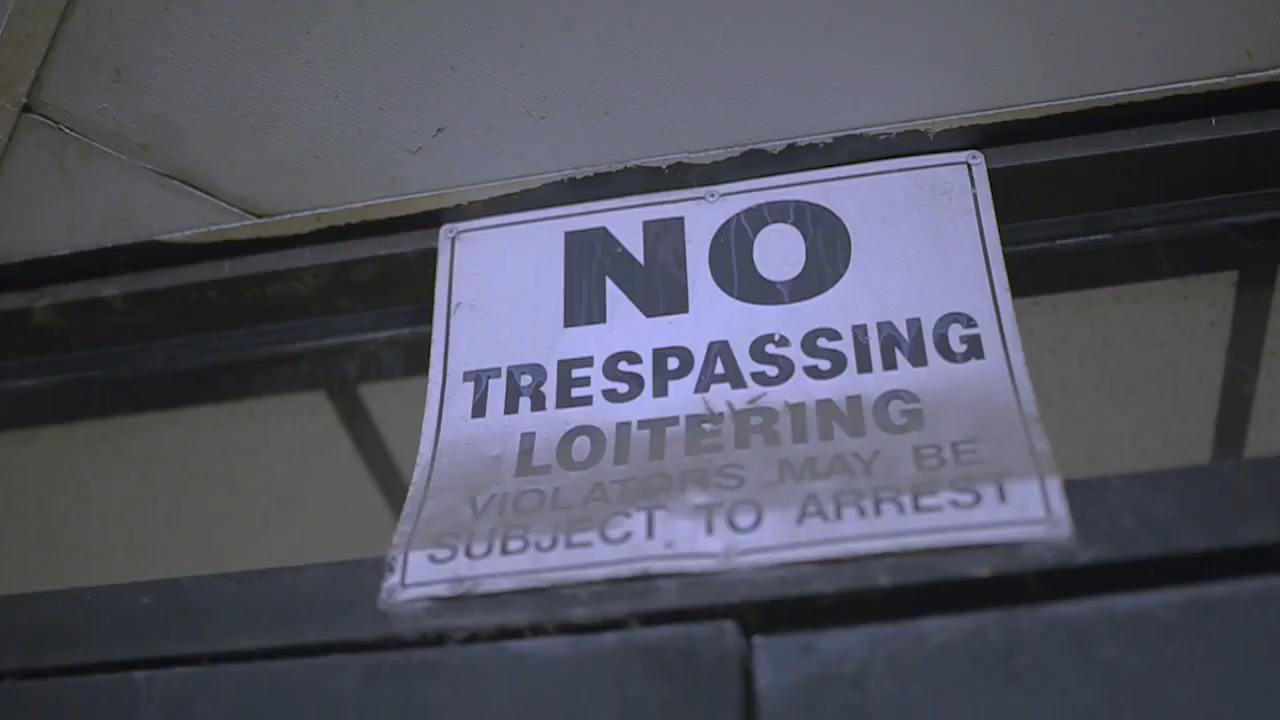 NO
TRESPASSING
LOITERING
VIOLATORS MAY BE
SUBJECT TO ARREST